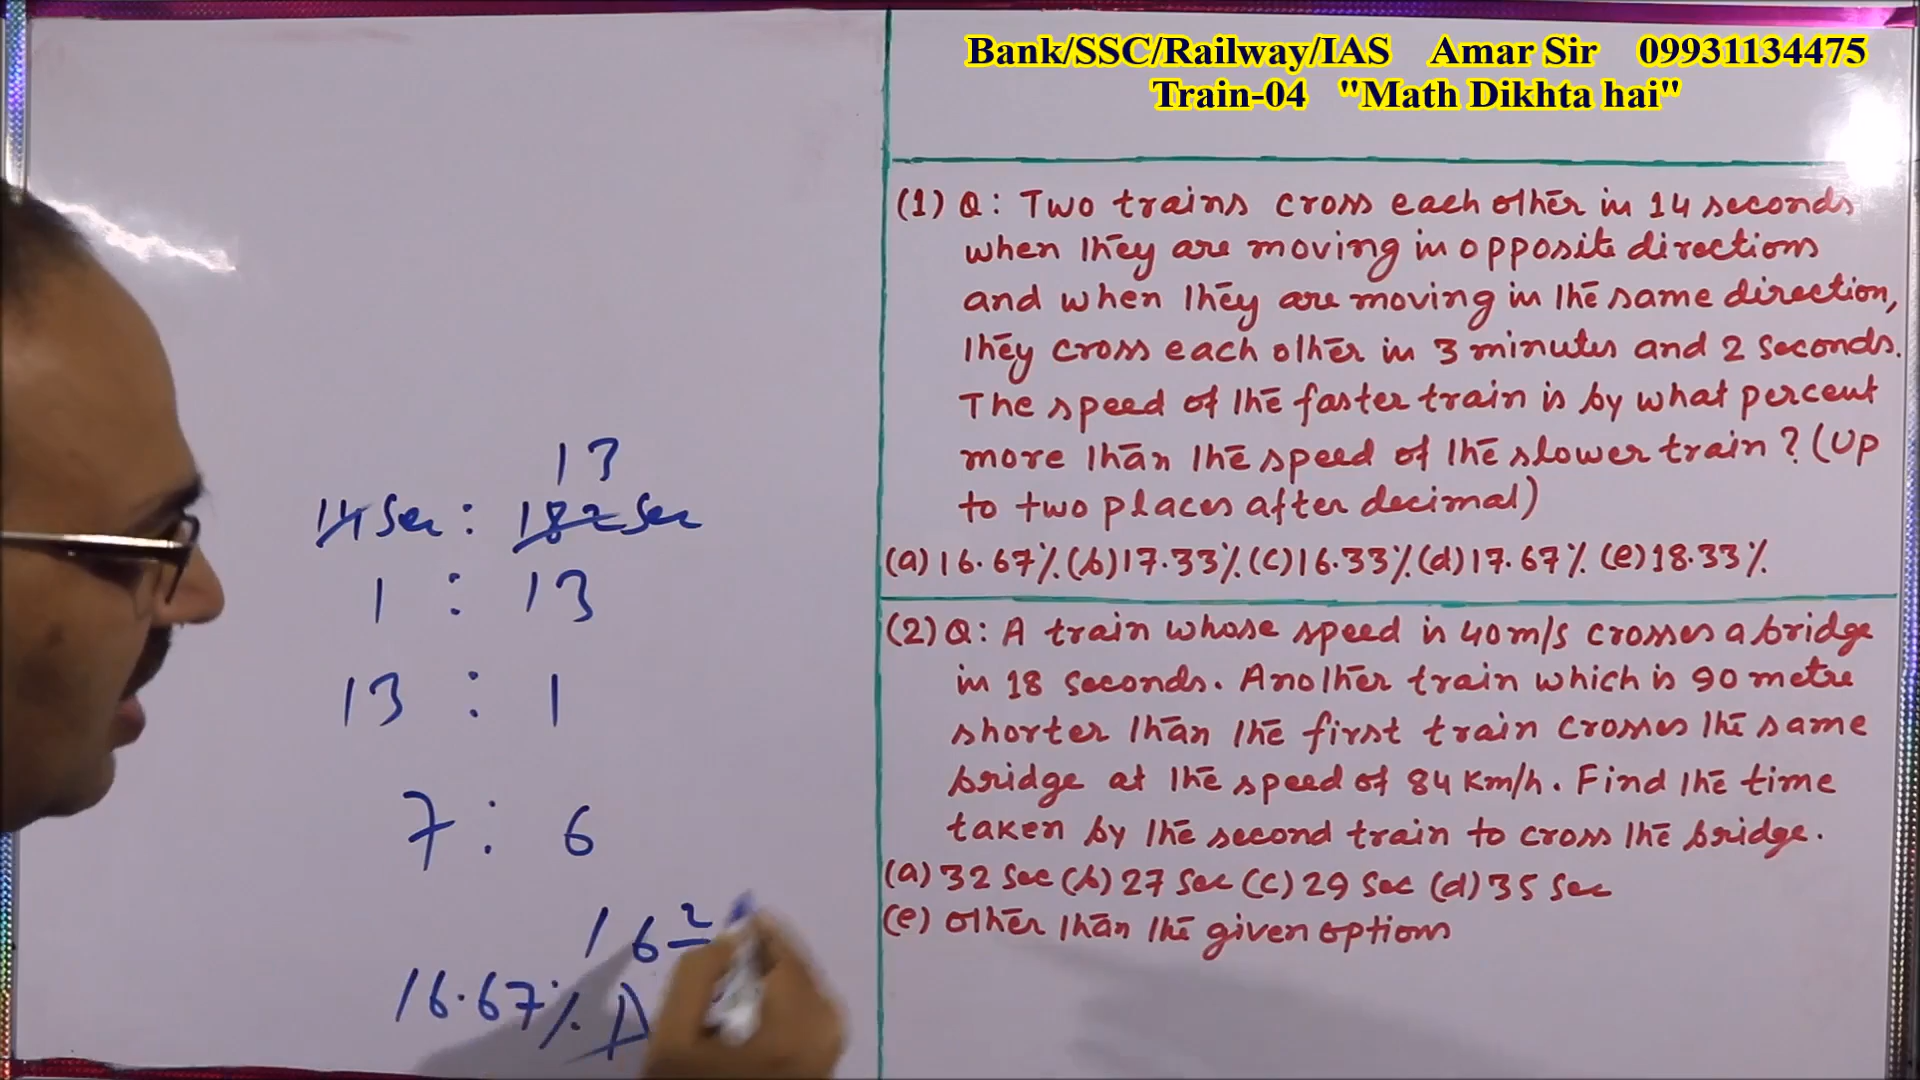 Bank/SSC/Railway/IAS Amar Sir 09931134475
Train-04 "Math Dikhta hai"
(1) Q: Two trains cross each other in 14 seconds
when they are moving in opposite directions
and when they are moving in the same direction,
they cross each other in 3 minutes and 2 seconds.
The speed of the faster train is by what percent
more than the speed of the slower train? (Up
to two places after decimal)
(a) 16.67% (b) 17.33% (c) 16.33% (d) 17.67% (e) 18.33%
(2) Q: A train whose speed is 40m/s crosses a bridge
in 18 seconds. Another train which is 90 metre
shorter than the first train crosses the same
bridge at the speed of 84 Km/h. Find the time
taken by the second train to cross the bridge.
(a) 32 Sec (b) 27 Sec (c) 29 Sec (d) 35 Sec
(e) Other than the given options
13
14 Sec : 182 Sec
1 : 13
13 : 1
7 : 6
16 2
16.67% A